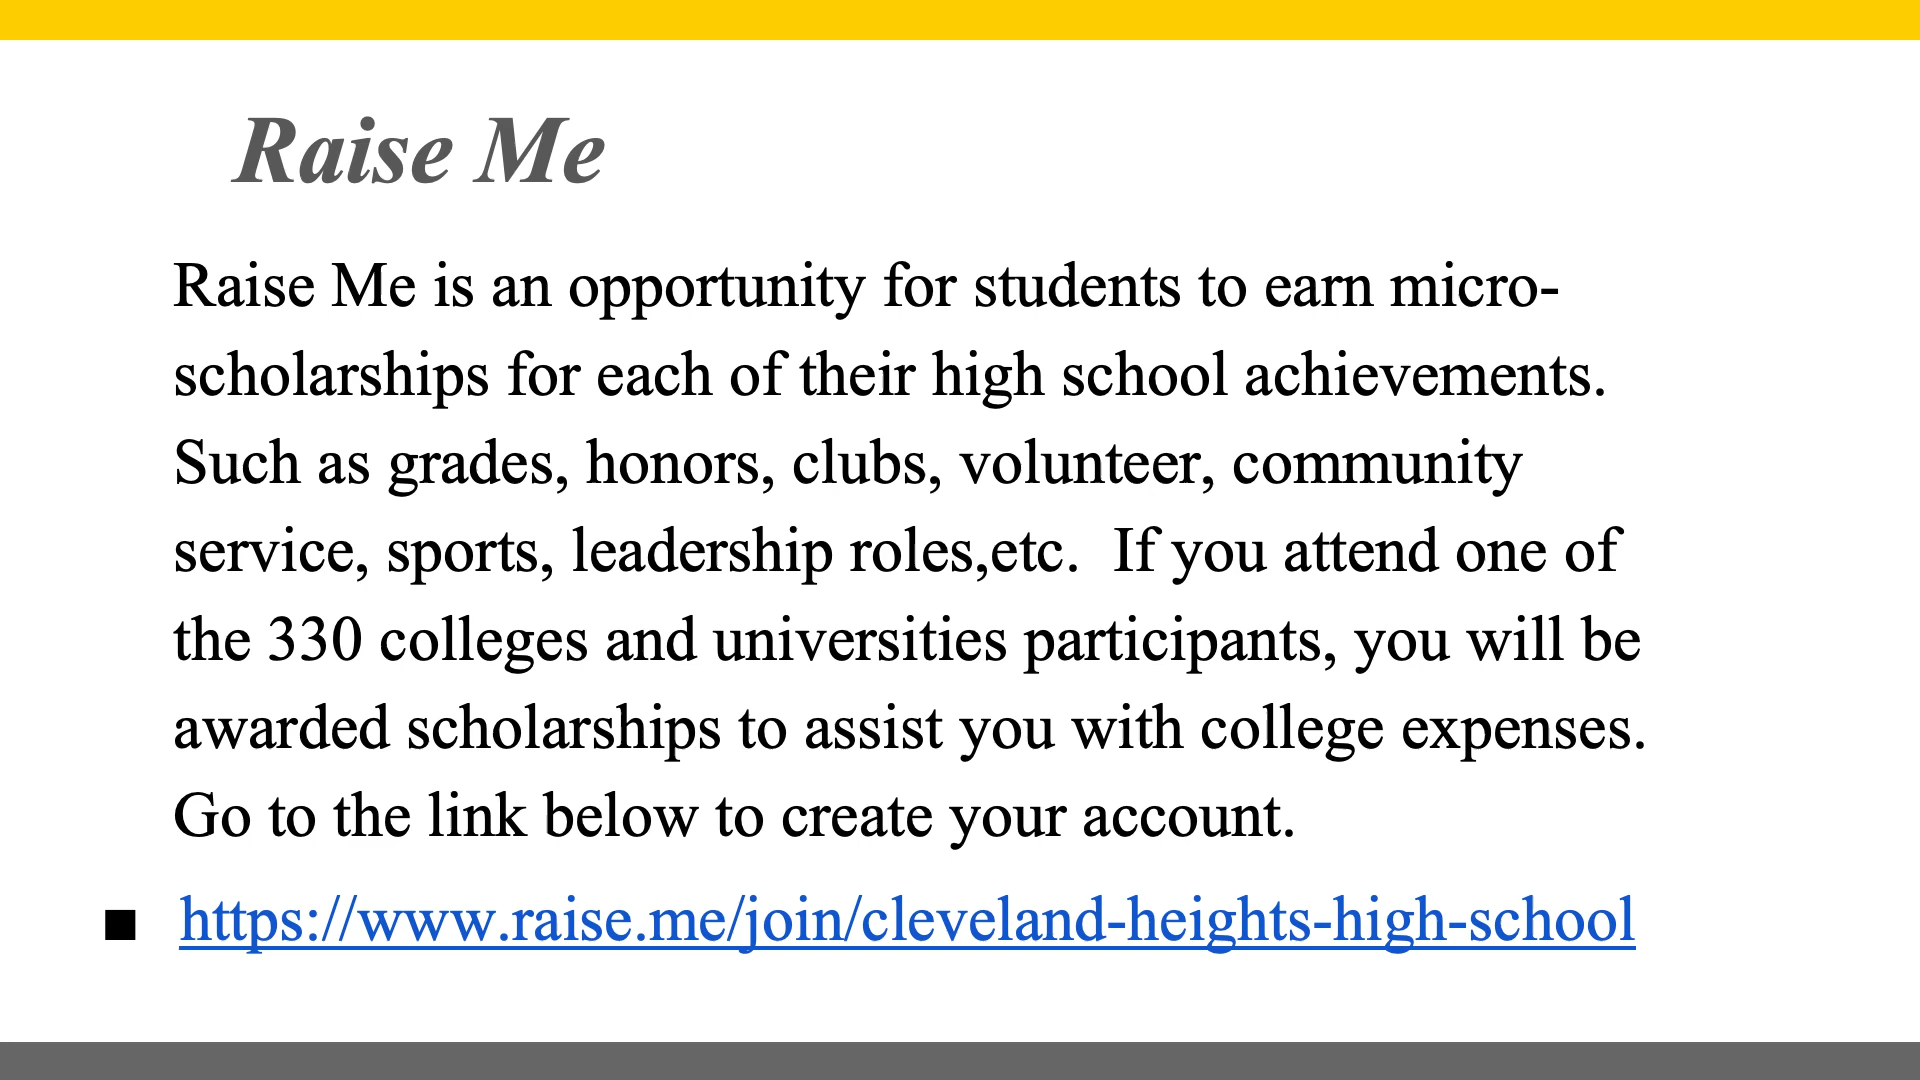 Raise Me
Raise Me is an opportunity for students to earn micro-
scholarships for each of their high school achievements.
Such as grades, honors, clubs, volunteer, community
service, sports, leadership roles,etc.  If you attend one of
the 330 colleges and universities participants, you will be
awarded scholarships to assist you with college expenses.
Go to the link below to create your account.
■ https://www.raise.me/join/cleveland-heights-high-school